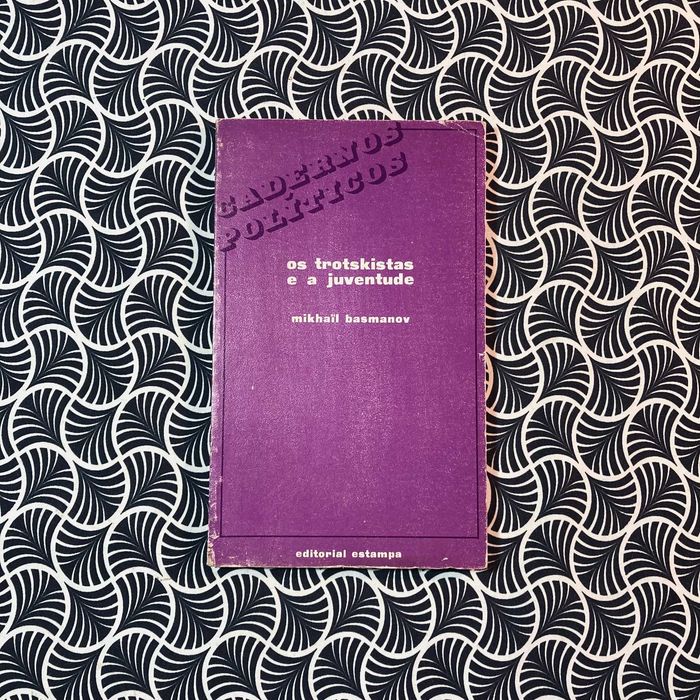 CADERNOS
POLÍTICOS
os trotskistas
e a juventude
mikhaïl basmanov
editorial estampa